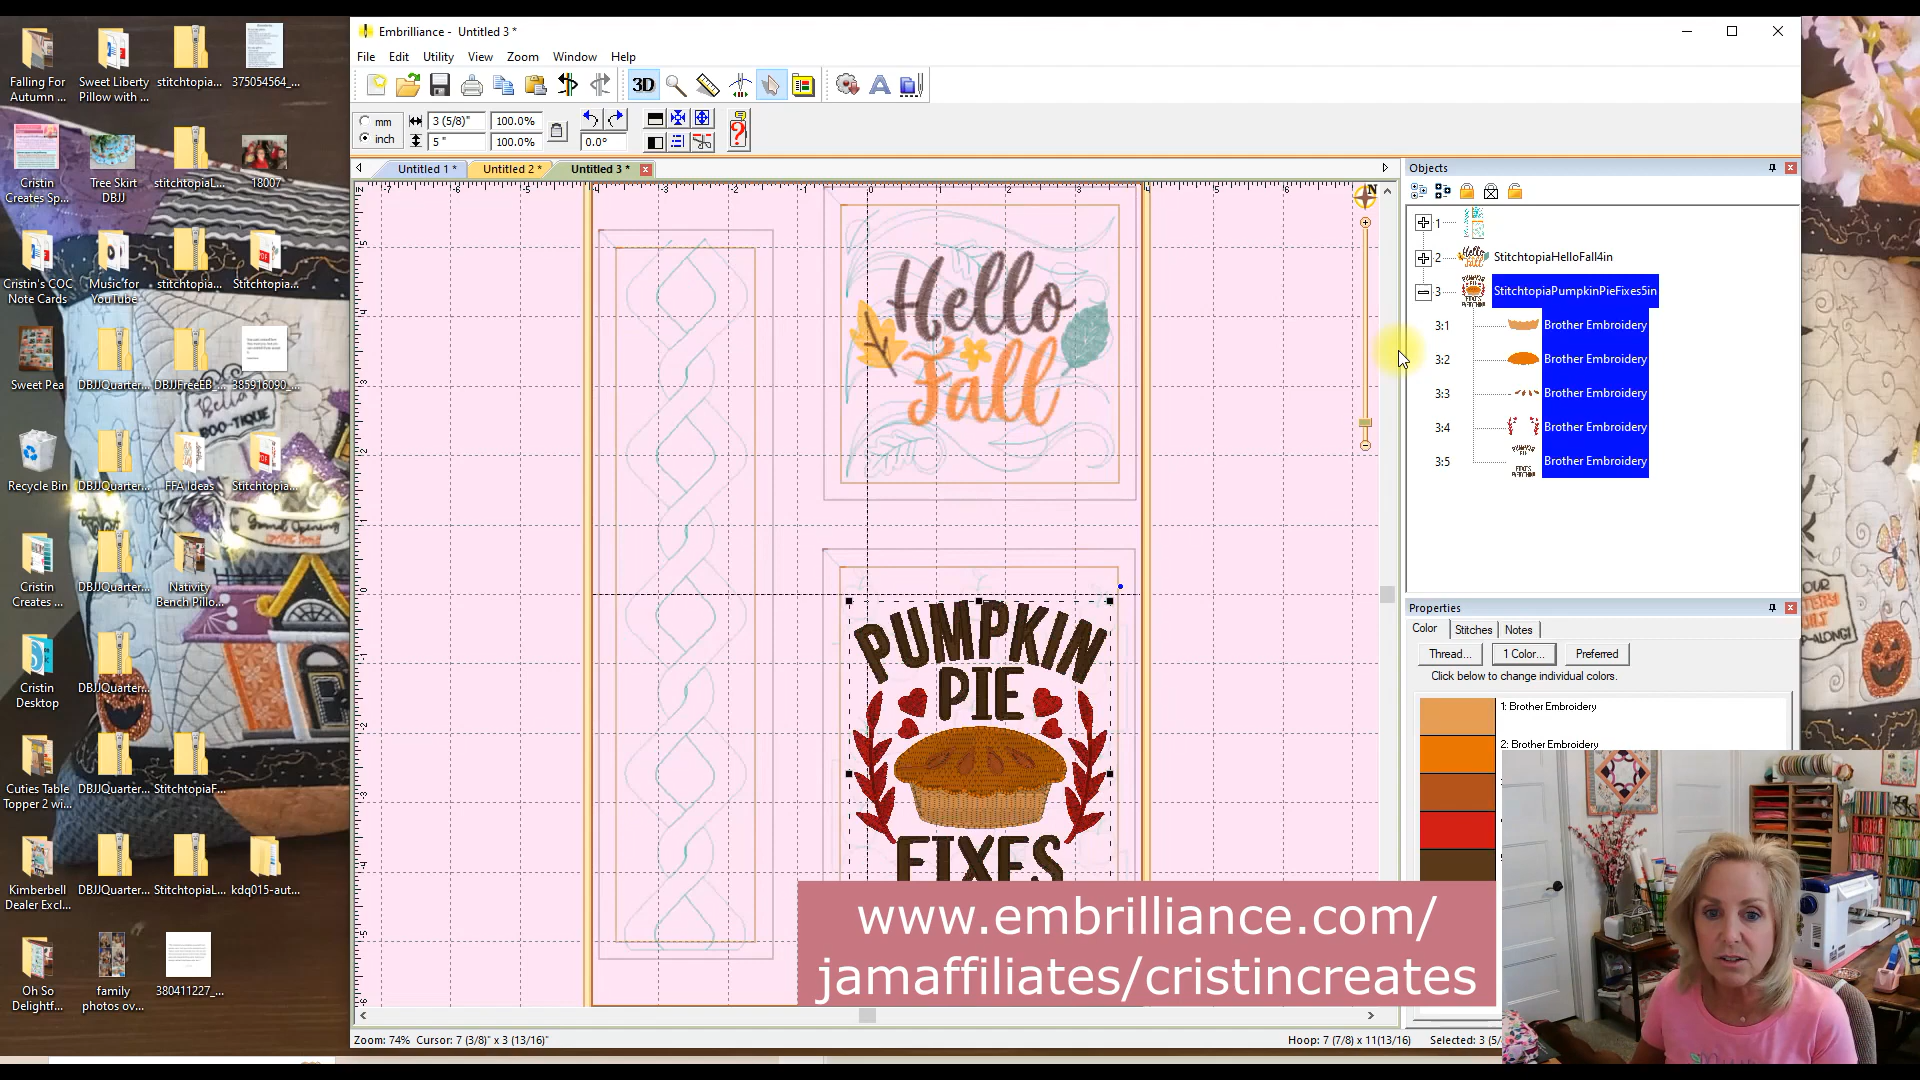 Embrilliance - Untitled 3 *
File Edit Utility View Zoom Window Help
3D
mm
inch
3 (5/8)" 100.0%
5 " 100.0%
0.0°
Untitled 1 * Untitled 2 * Untitled 3 *
Objects
1
2 StitchtopiaHelloFall4in
3 StitchtopiaPumpkinPieFixes5in
3:1 Brother Embroidery
3:2 Brother Embroidery
3:3 Brother Embroidery
3:4 Brother Embroidery
3:5 Brother Embroidery
Properties
Color Stitches Notes
Thread... 1 Color... Preferred
Click below to change individual colors.
1: Brother Embroidery
2: Brother Embroidery
Hello
Fall
PUMPKIN
PIE
FIXES
www.embrilliance.com/
jamaffiliates/cristincreates
Zoom: 74% Cursor: 7 (3/8)" x 3 (13/16)"
Hoop: 7 (7/8) x 11(13/16)
Selected: 3 (5/
Falling For
Autumn ...
Sweet Liberty
Pillow with ...
stitchtopia...
375054564_...
Cristin
Creates Sp...
Tree Skirt
DBJJ
stitchtopiaL...
18007
Cristin's COC
Note Cards
Music for
YouTube
stitchtopia...
Stitchtopia...
Sweet Pea
DBJJQuarter...
DBJJFreeEB_...
385916090_...
Recycle Bin
DBJJQuarter...
FFA Ideas
Stitchtopia...
Cristin
Creates ...
DBJJQuarter...
Nativity
Bench Pillo...
Cristin
Desktop
DBJJQuarter...
Cuties Table
Topper 2 wi...
DBJJQuarter...
StitchtopiaF...
Kimberbell
Dealer Excl...
DBJJQuarter...
StitchtopiaL...
kdq015-aut...
Oh So
Delightf...
family
photos ov...
380411227_...